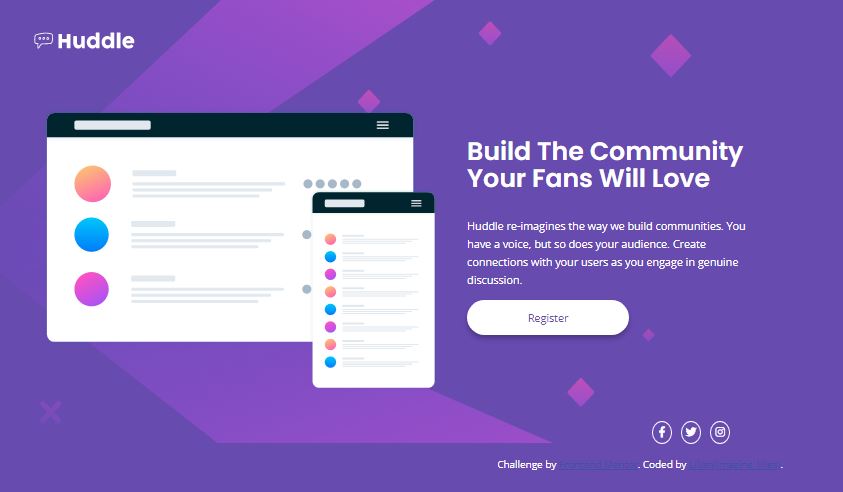 Huddle
Build The Community
Your Fans Will Love
Huddle re-imagines the way we build communities. You
have a voice, but so does your audience. Create
connections with your users as you engage in genuine
discussion.
Register
Challenge by Frontend Mentor. Coded by